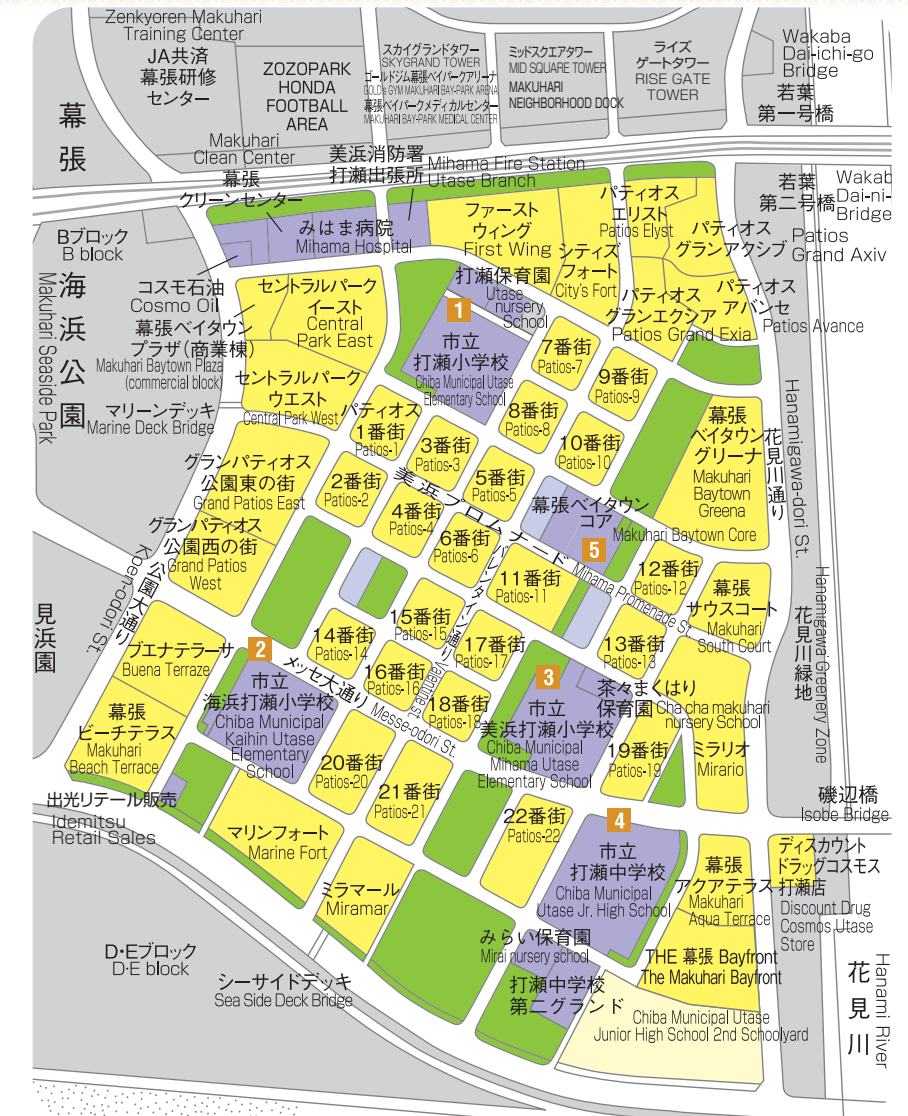 Zenkyoren Makuhari
Training Center
JA共済
幕張研修
センター
ZOZOPARK
HONDA
FOOTBALL
AREA
スカイグランドタワー
SKYGRAND TOWER
ゴールドジム幕張ベイパークアリーナ
GOLD's GYM MAKUHARI BAY-PARK ARENA
幕張ベイパークメディカルセンター
MAKUHARI BAY-PARK MEDICAL CENTER
ミッドスクエアタワー
MID SQUARE TOWER
MAKUHARI
NEIGHBORHOOD DOCK
ライズ
ゲートタワー
RISE GATE
TOWER
Wakaba
Dai-ichi-go
Bridge
若葉
第一号橋
幕張海浜公園
Makuhari Seaside Park
Makuhari
Clean Center
幕張
クリーンセンター
美浜消防署
打瀬出張所
Mihama Fire Station
Utase Branch
若葉
第二号橋
Wakab
Dai-ni-
Bridge
Bブロック
B block
みはま病院
Mihama Hospital
ファースト
ウィング
First Wing
シティズ
フォート
City's Fort
パティオス
エリスト
Patios Elyst
パティオス
グランアクシブ
Patios
Grand Axiv
コスモ石油
Cosmo Oil
幕張ベイタウン
プラザ(商業棟)
Makuhari Baytown Plaza
(commercial block)
セントラルパーク
イースト
Central
Park East
打瀬保育園
Utase
nursery
School
パティオス
グランエクシア
Patios Grand Exia
パティオス
アバンセ
Patios Avance
1
市立
打瀬小学校
Chiba Municipal Utase
Elementary School
セントラルパーク
ウエスト
Central Park West
マリーンデッキ
Marine Deck Bridge
7番街
Patios-7
9番街
Patios-9
8番街
Patios-8
10番街
Patios-10
パティオス
1番街
Patios-1
3番街
Patios-3
5番街
Patios-5
2番街
Patios-2
4番街
Patios-4
6番街
Patios-6
美浜プロムナード
Mihama Promenade St.
幕張
ベイタウン
グリーナ
Makuhari
Baytown
Greena
花見川通り
Hanamigawa-dori St.
グランパティオス
公園東の街
Grand Patios East
グランパティオス
公園西の街
Grand Patios
West
公園大通り
Koen-odori St.
幕張ベイタウン
コア
Makuhari Baytown Core
5
バレンタイン通り
Valentine st.
11番街
Patios-11
12番街
Patios-12
13番街
Patios-13
幕張
サウスコート
Makuhari
South Court
花見川緑地
Hanamigawa Greenery Zone
見浜園
ブエナテラーサ
Buena Terraze
幕張
ビーチテラス
Makuhari
Beach Terrace
2
市立
海浜打瀬小学校
Chiba Municipal
Kaihin Utase
Elementary
School
14番街
Patios-14
15番街
Patios-15
16番街
Patios-16
17番街
Patios-17
18番街
Patios-18
メッセ大通り
Messe-odori St.
3
市立
美浜打瀬小学校
Chiba Municipal
Mihama Utase
Elementary School
茶々まくはり
保育園
Cha cha makuhari
nursery School
19番街
Patios-19
ミラリオ
Mirario
20番街
Patios-20
21番街
Patios-21
22番街
Patios-22
磯辺橋
Isobe Bridge
出光リテール販売
Idemitsu
Retail Sales
マリンフォート
Marine Fort
ミラマール
Miramar
4
市立
打瀬中学校
Chiba Municipal
Utase Jr. High School
幕張
アクアテラス
Makuhari
Aqua Terrace
ディスカウント
ドラッグコスモス
打瀬店
Discount Drug
Cosmos Utase
Store
みらい保育園
Mirai nursery school
打瀬中学校
第二グランド
Chiba Municipal Utase
Junior High School 2nd Schoolyard
THE 幕張 Bayfront
The Makuhari Bayfront
D・Eブロック
D・E block
シーサイドデッキ
Sea Side Deck Bridge
花見川
Hanami River